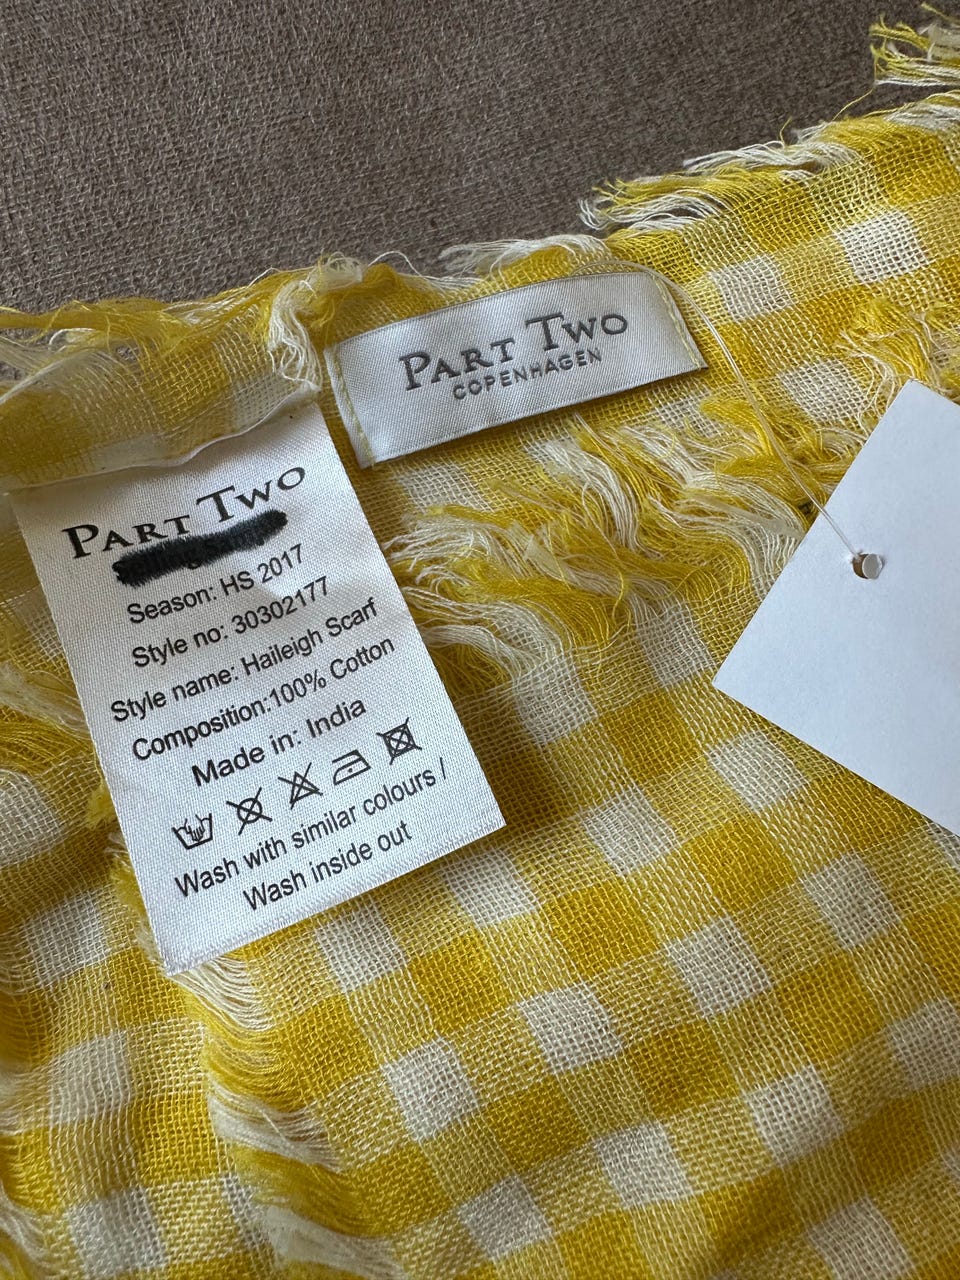 PART TWO
COPENHAGEN
PART TWO
Season: HS 2017
Style no: 30302177
Style name: Haileigh Scarf
Composition:100% Cotton
Made in: India
Wash with similar colours /
Wash inside out